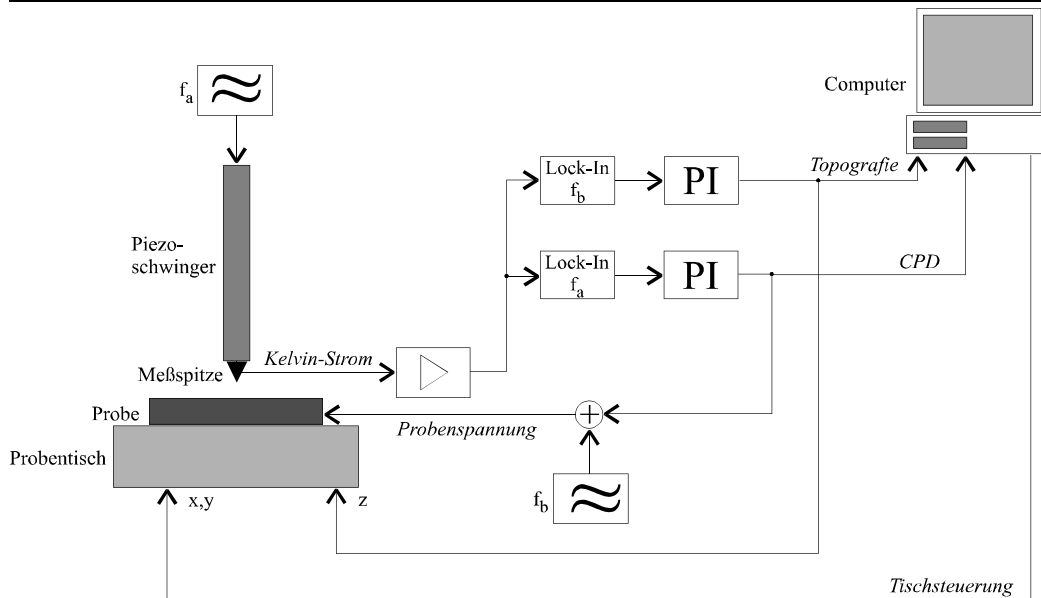 Computer
f_a
Topografie
Lock-In
f_b
PI
Piezo-
schwinger
Lock-In
f_a
PI
CPD
Kelvin-Strom
Meßspitze
Probe
Probenspannung
Probentisch
x,y
z
f_b
Tischsteuerung